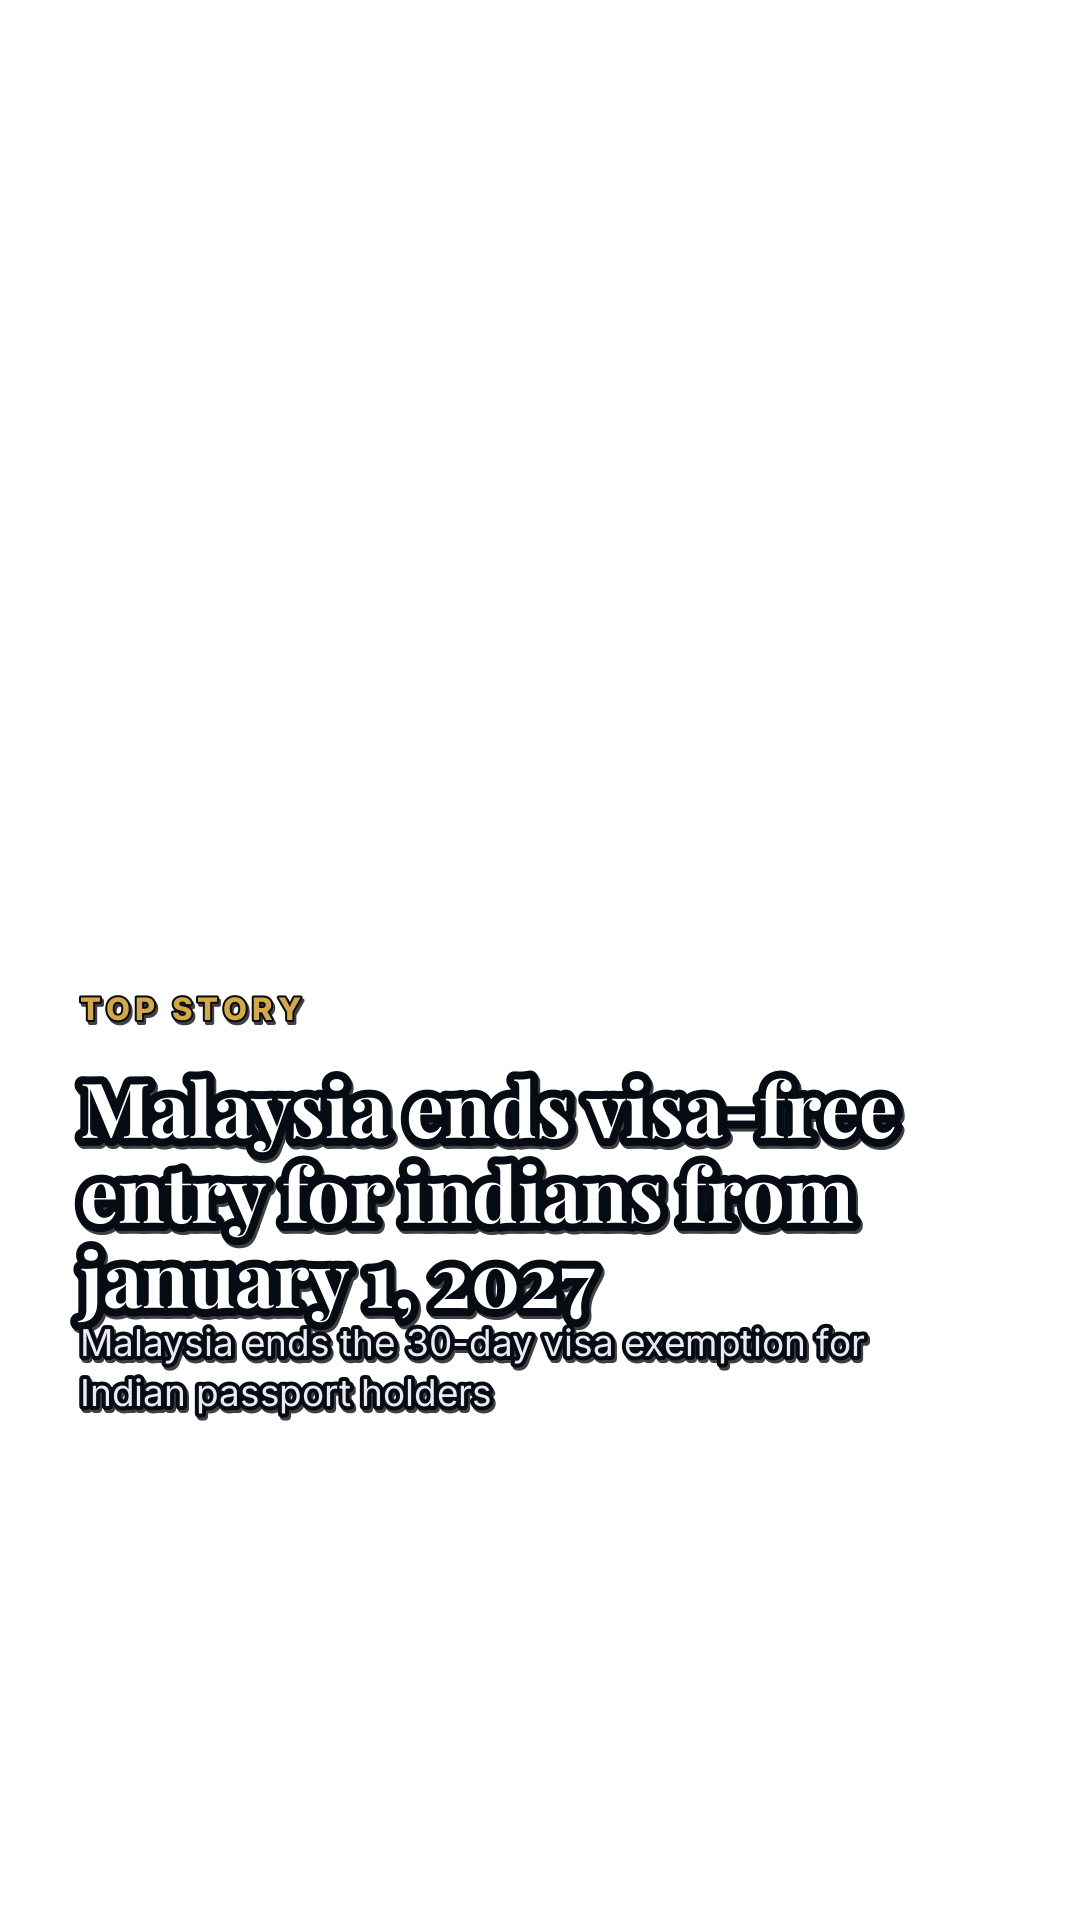 TOP STORY
Malaysia ends visa-free
entry for indians from
january 1, 2027
Malaysia ends the 30-day visa exemption for
Indian passport holders